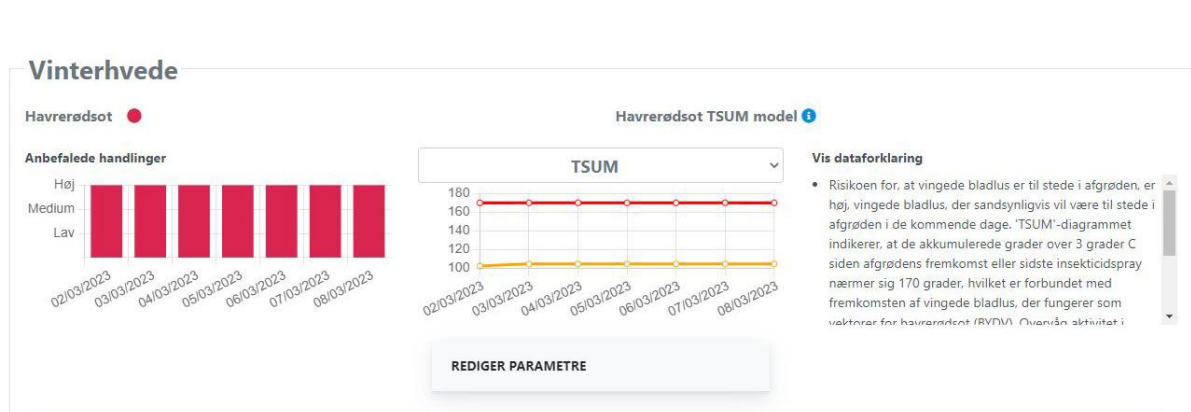 Vinterhvede
Havrerødsot
Havrerødsot TSUM model
Anbefalede handlinger
Høj
Medium
Lav
02/03/2023
03/03/2023
04/03/2023
05/03/2023
06/03/2023
07/03/2023
08/03/2023
TSUM
180
160
140
120
100
02/03/2023
03/03/2023
04/03/2023
05/03/2023
06/03/2023
07/03/2023
08/03/2023
REDIGER PARAMETRE
Vis dataforklaring
• Risikoen for, at vingede bladlus er til stede i afgrøden, er
høj, vingede bladlus, der sandsynligvis vil være til stede i
afgrøden i de kommende dage. 'TSUM'-diagrammet
indikerer, at de akkumulerede grader over 3 grader C
siden afgrødens fremkomst eller sidste insekticidspray
nærmer sig 170 grader, hvilket er forbundet med
fremkomsten af vingede bladlus, der fungerer som
vektorer for havrerødsot (BYDV). Overvåg aktivitet i